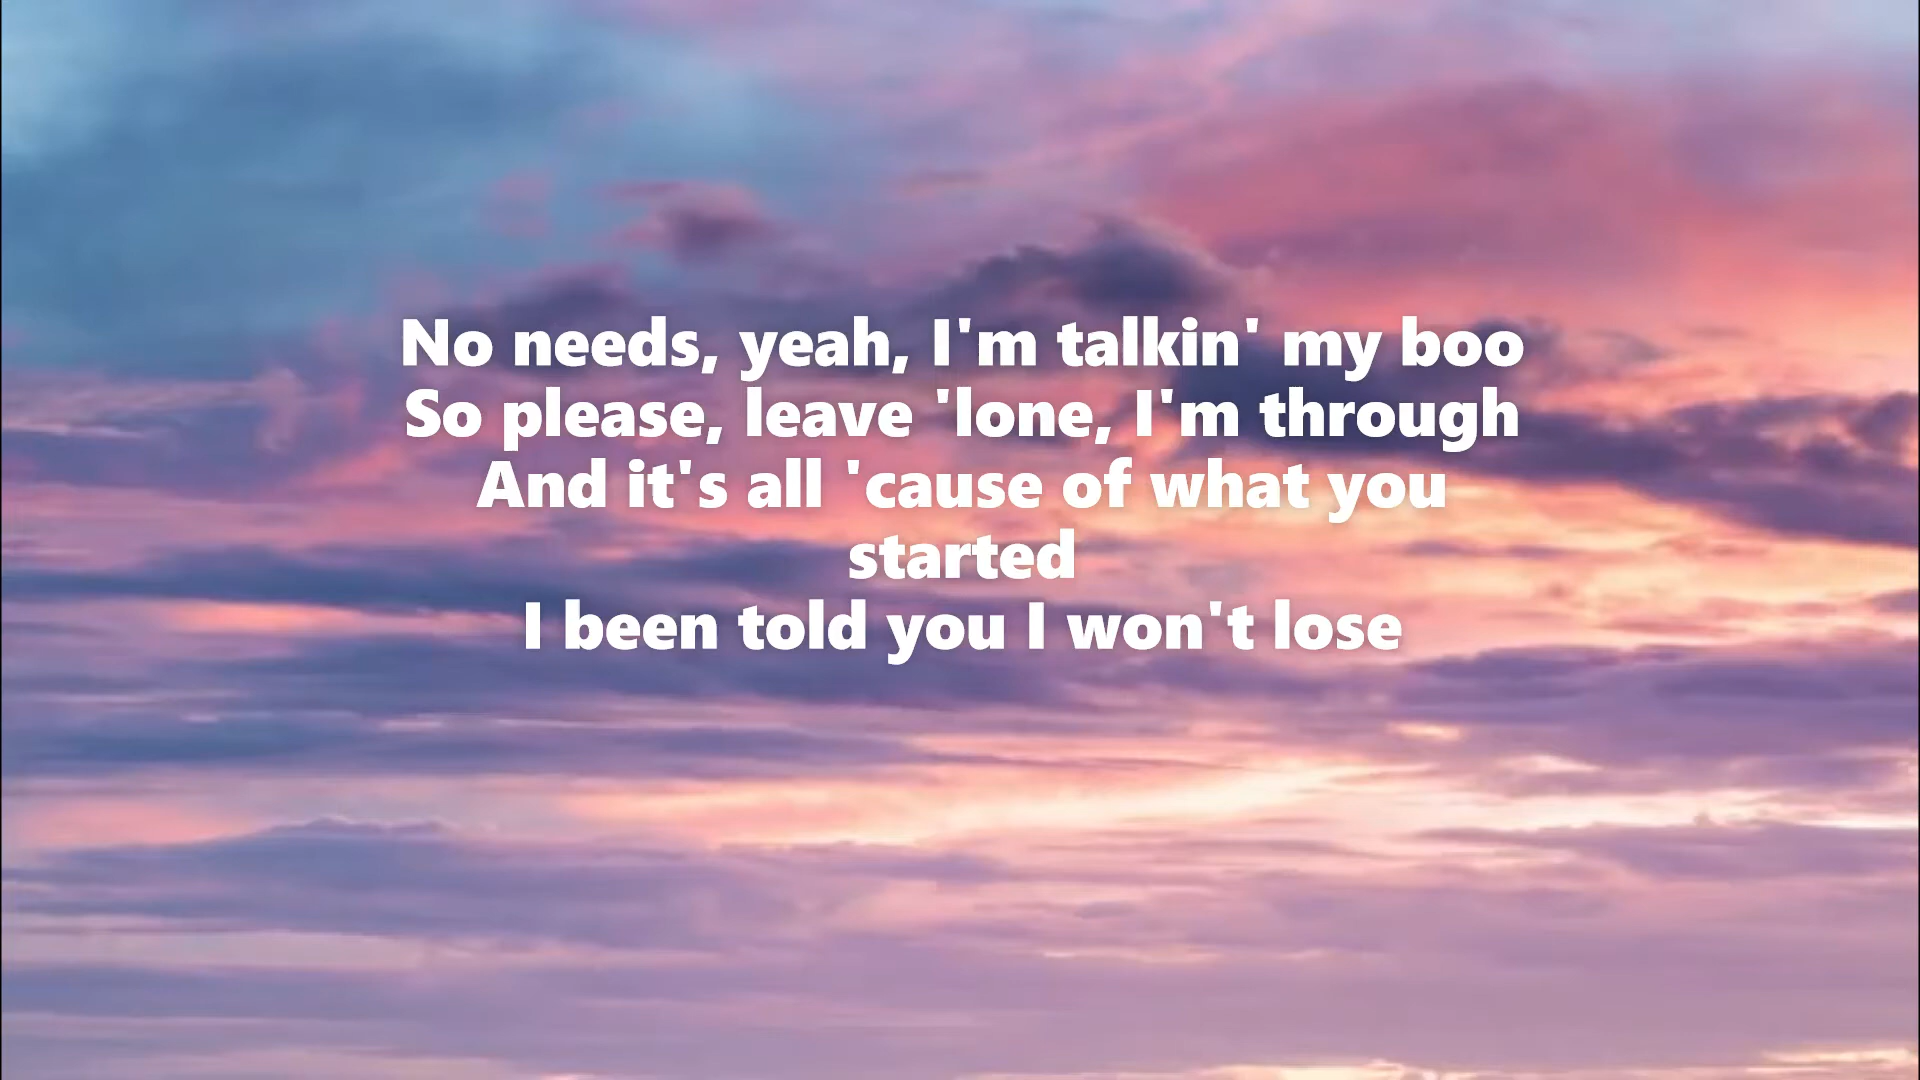 No needs, yeah, I'm talkin' my boo
So please, leave 'lone, I'm through
And it's all 'cause of what you
started
I been told you I won't lose